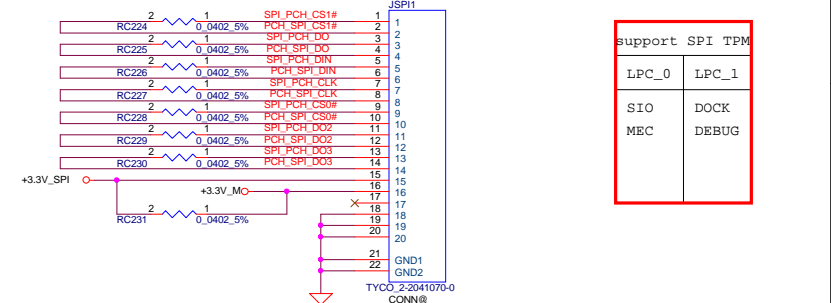 JSPI1
2 1 SPI_PCH_CS1# 1 1
RC224 0_0402_5% PCH_SPI_CS1# 2 2
2 1 SPI_PCH_DO 3 3
RC225 0_0402_5% PCH_SPI_DO 4 4
2 1 SPI_PCH_DIN 5 5
RC226 0_0402_5% PCH_SPI_DIN 6 6
2 1 SPI_PCH_CLK 7 7
RC227 0_0402_5% PCH_SPI_CLK 8 8
2 1 SPI_PCH_CS0# 9 9
RC228 0_0402_5% PCH_SPI_CS0# 10 10
2 1 SPI_PCH_DO2 11 11
RC229 0_0402_5% PCH_SPI_DO2 12 12
2 1 SPI_PCH_DO3 13 13
RC230 0_0402_5% PCH_SPI_DO3 14 14
+3.3V_SPI 15 15
+3.3V_M 16 16
17 17
2 1 18 18
RC231 0_0402_5% 19 19
20 20
21 GND1
22 GND2
TYCO_2-2041070-0
CONN@
support SPI TPM
LPC_0 LPC_1
SIO DOCK
MEC DEBUG